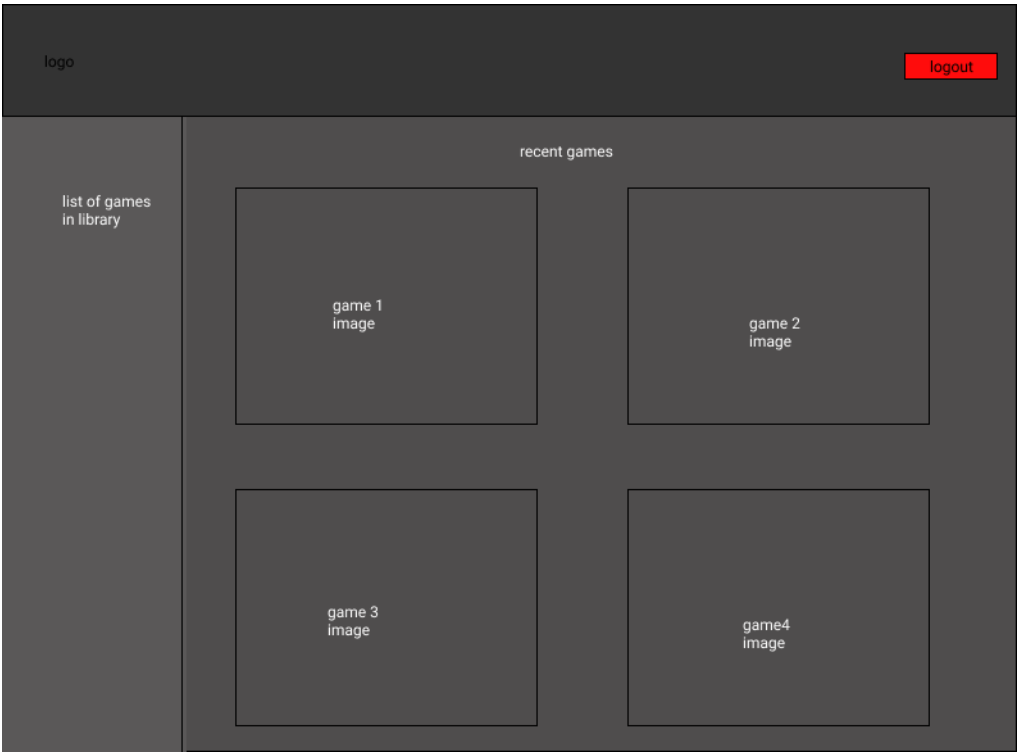 logo
logout
recent games
list of games
in library
game 1
image
game 2
image
game 3
image
game4
image